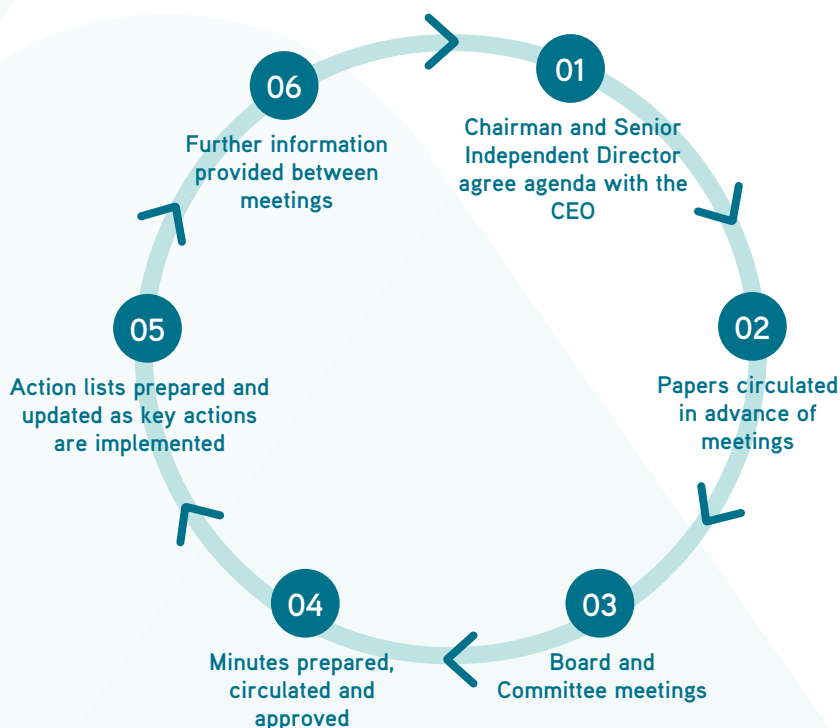 01
Chairman and Senior
Independent Director
agree agenda with the
CEO
02
Papers circulated
in advance of
meetings
03
Board and
Committee meetings
04
Minutes prepared,
circulated and
approved
05
Action lists prepared and
updated as key actions
are implemented
06
Further information
provided between
meetings